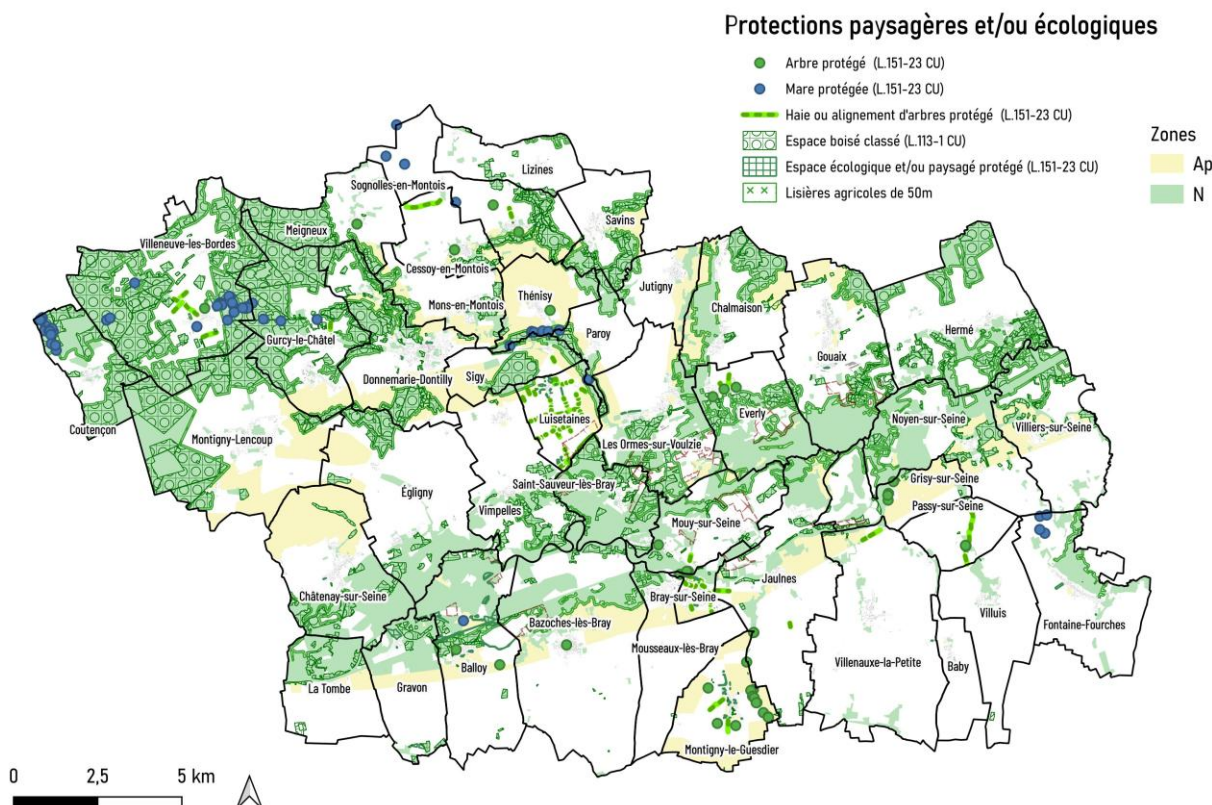 Protections paysagères et/ou écologiques
Arbre protégé (L.151-23 CU)
Mare protégée (L.151-23 CU)
Haie ou alignement d'arbres protégé (L.151-23 CU)
Espace boisé classé (L.113-1 CU)
Espace écologique et/ou paysagé protégé (L.151-23 CU)
Lisières agricoles de 50m
Zones
Ap
N
Lizines
Sognolles-en-Montois
Savins
Meigneux
Villeneuve-les-Bordes
Cessoy-en-Montois
Mons-en-Montois
Thénisy
Jutigny
Chalmaison
Paroy
Hermé
Gurcy-le-Châtel
Gouaix
Donnemarie-Dontilly
Sigy
Luisetaines
Everly
Noyen-sur-Seine
Villiers-sur-Seine
Coutençon
Montigny-Lencoup
Les Ormes-sur-Voulzie
Égligny
Saint-Sauveur-lès-Bray
Grisy-sur-Seine
Passy-sur-Seine
Vimpelles
Mouy-sur-Seine
Jaulnes
Châtenay-sur-Seine
Bray-sur-Seine
Villuis
Fontaine-Fourches
Bazoches-lès-Bray
Mousseaux-lès-Bray
Villenauxe-la-Petite
Baby
La Tombe
Gravon
Balloy
Montigny-le-Guesdier
0 2,5 5 km